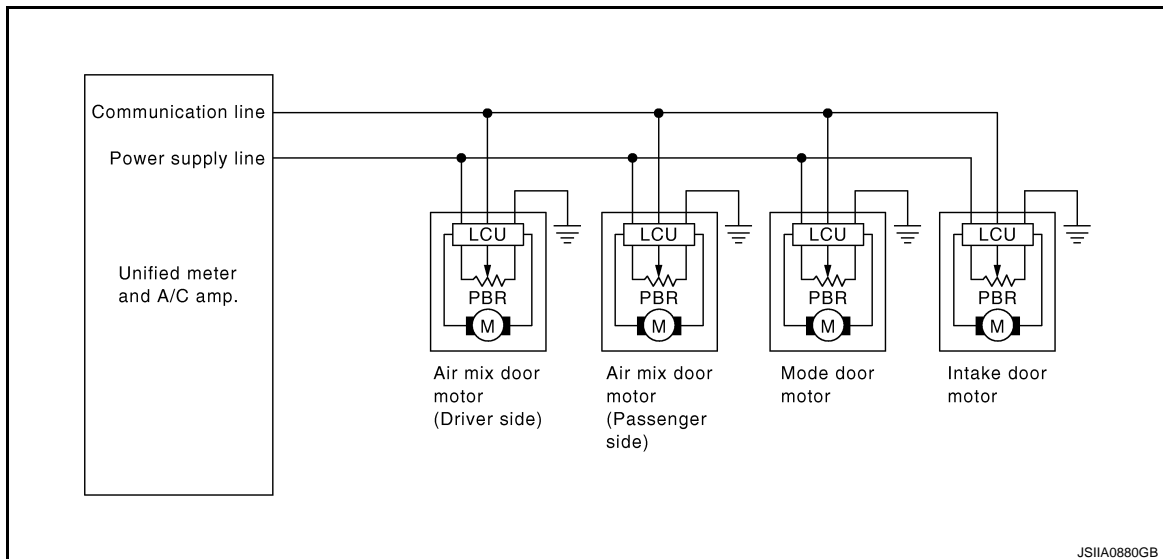 Communication line
Power supply line
Unified meter
and A/C amp.
LCU
PBR
M
Air mix door
motor
(Driver side)
LCU
PBR
M
Air mix door
motor
(Passenger
side)
LCU
PBR
M
Mode door
motor
LCU
PBR
M
Intake door
motor
JSIIA0880GB